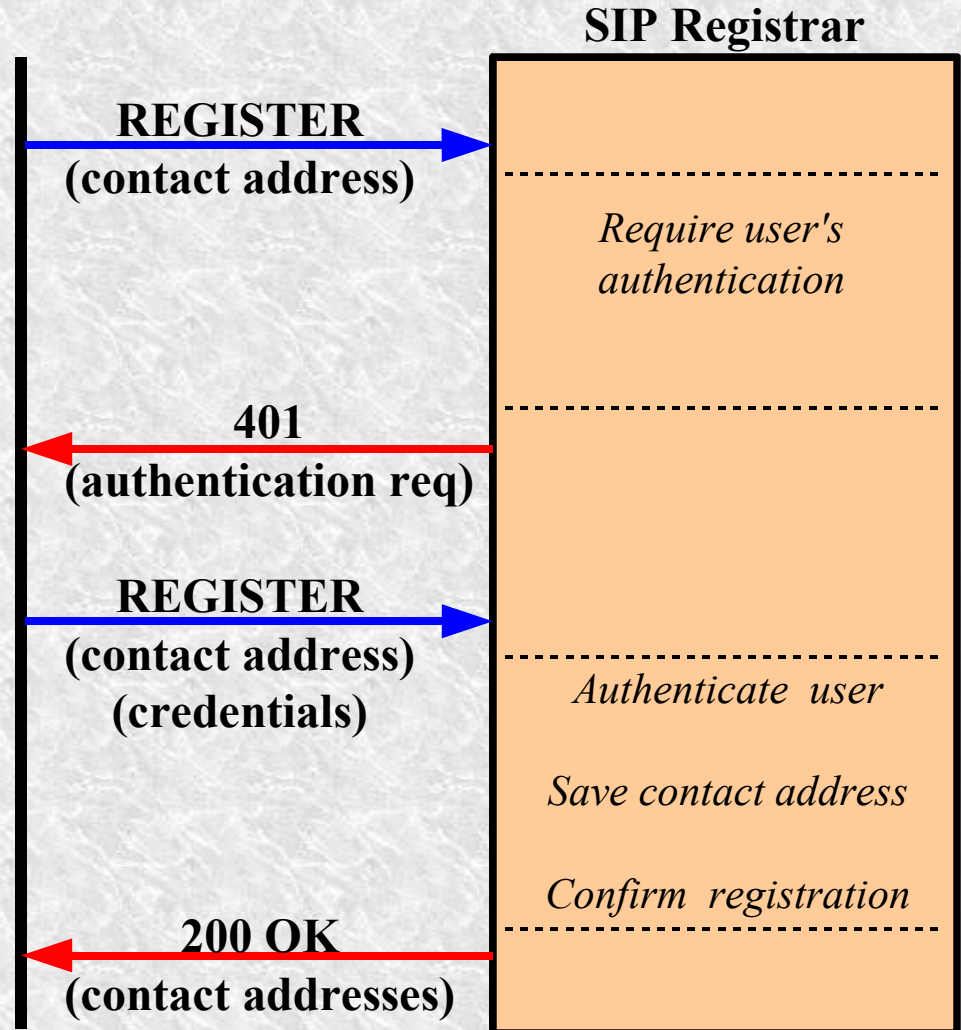 SIP Registrar
REGISTER
(contact address)
Require user's
authentication
401
(authentication req)
REGISTER
(contact address)
(credentials)
Authenticate user
Save contact address
Confirm registration
200 OK
(contact addresses)